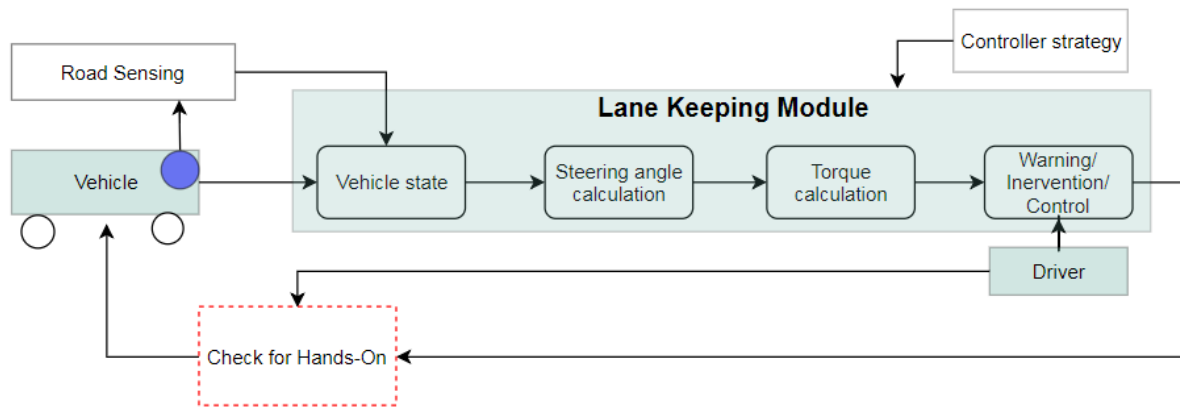 Controller strategy
Road Sensing
Lane Keeping Module
Vehicle
Vehicle state
Steering angle
calculation
Torque
calculation
Warning/
Inervention/
Control
Driver
Check for Hands-On